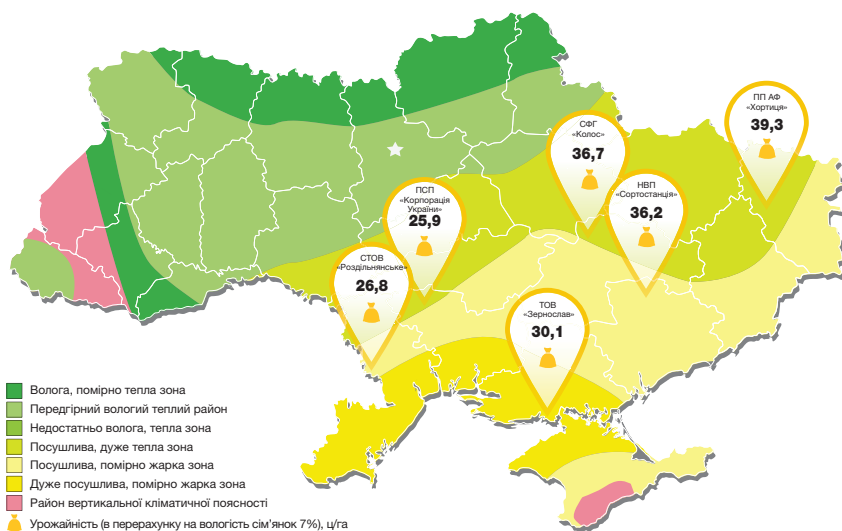 ПП АФ
«Хортиця»
39,3
СФГ
«Колос»
36,7
НВП
«Сортостанція»
36,2
ПСП
«Корпорація
України»
25,9
СТОВ
«Роздільнянське»
26,8
ТОВ
«Зернослав»
30,1
Волога, помірно тепла зона
Передгірний вологий теплий район
Недостатньо волога, тепла зона
Посушлива, дуже тепла зона
Посушлива, помірно жарка зона
Дуже посушлива, помірно жарка зона
Район вертикальної кліматичної поясності
Урожайність (в перерахунку на вологість сім'янок 7%), ц/га